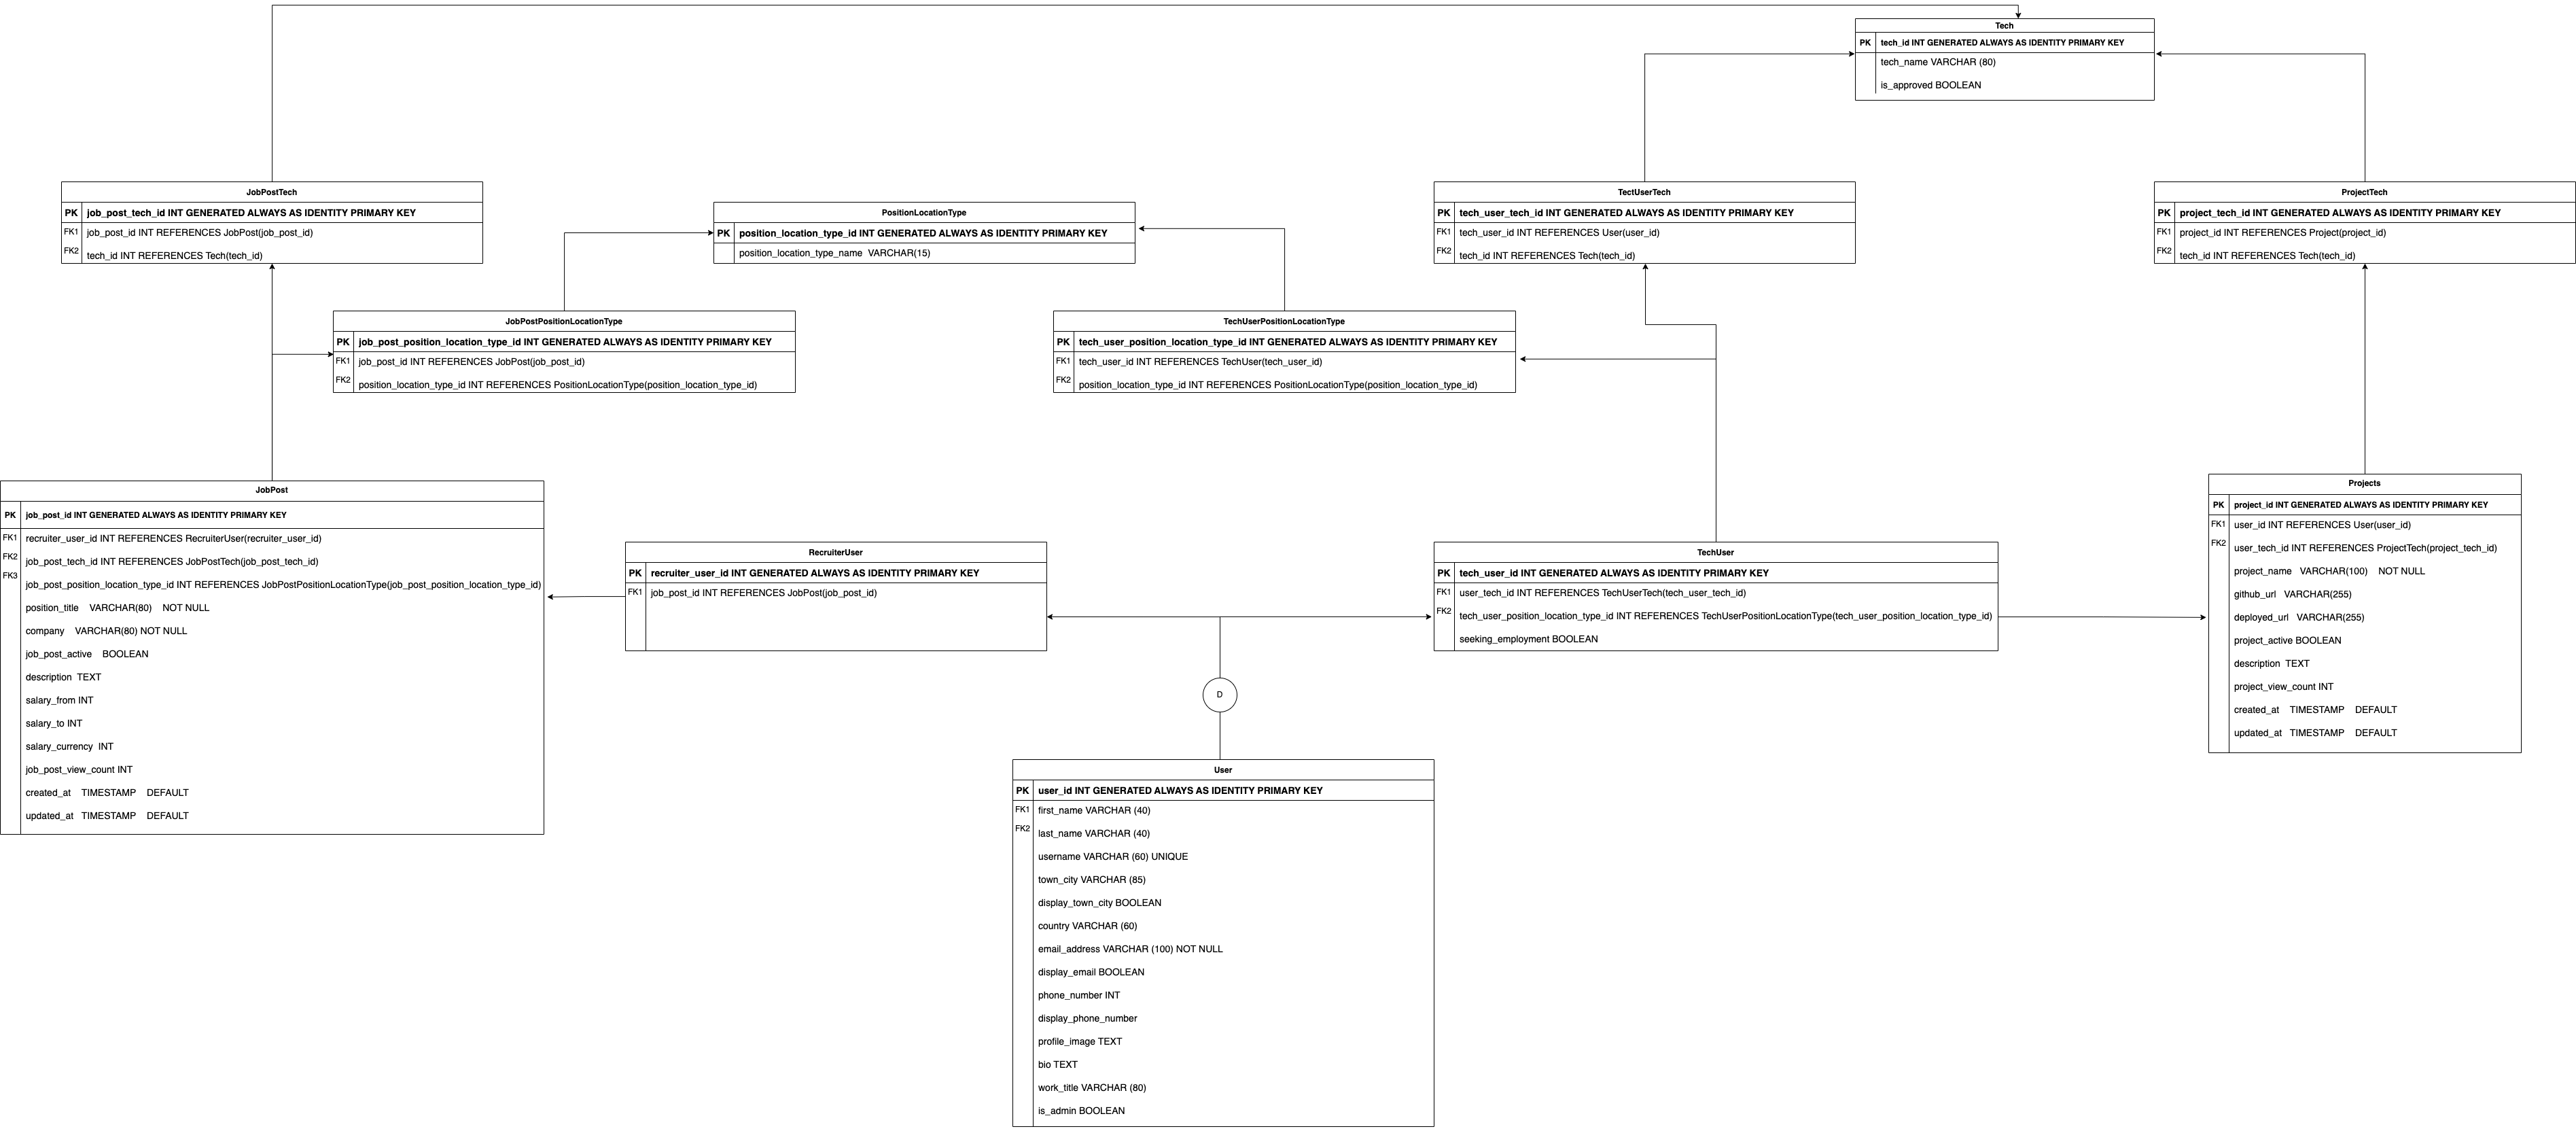 Tech
PK tech_id INT GENERATED ALWAYS AS IDENTITY PRIMARY KEY
tech_name VARCHAR (80)
is_approved BOOLEAN
JobPostTech
PK job_post_tech_id INT GENERATED ALWAYS AS IDENTITY PRIMARY KEY
FK1 job_post_id INT REFERENCES JobPost(job_post_id)
FK2 tech_id INT REFERENCES Tech(tech_id)
PositionLocationType
PK position_location_type_id INT GENERATED ALWAYS AS IDENTITY PRIMARY KEY
position_location_type_name VARCHAR(15)
TectUserTech
PK tech_user_tech_id INT GENERATED ALWAYS AS IDENTITY PRIMARY KEY
FK1 tech_user_id INT REFERENCES User(user_id)
FK2 tech_id INT REFERENCES Tech(tech_id)
ProjectTech
PK project_tech_id INT GENERATED ALWAYS AS IDENTITY PRIMARY KEY
FK1 project_id INT REFERENCES Project(project_id)
FK2 tech_id INT REFERENCES Tech(tech_id)
JobPostPositionLocationType
PK job_post_position_location_type_id INT GENERATED ALWAYS AS IDENTITY PRIMARY KEY
FK1 job_post_id INT REFERENCES JobPost(job_post_id)
FK2 position_location_type_id INT REFERENCES PositionLocationType(position_location_type_id)
TechUserPositionLocationType
PK tech_user_position_location_type_id INT GENERATED ALWAYS AS IDENTITY PRIMARY KEY
FK1 tech_user_id INT REFERENCES TechUser(tech_user_id)
FK2 position_location_type_id INT REFERENCES PositionLocationType(position_location_type_id)
JobPost
PK job_post_id INT GENERATED ALWAYS AS IDENTITY PRIMARY KEY
FK1 recruiter_user_id INT REFERENCES RecruiterUser(recruiter_user_id)
FK2 job_post_tech_id INT REFERENCES JobPostTech(job_post_tech_id)
FK3 job_post_position_location_type_id INT REFERENCES JobPostPositionLocationType(job_post_position_location_type_id)
position_title VARCHAR(80) NOT NULL
company VARCHAR(80) NOT NULL
job_post_active BOOLEAN
description TEXT
salary_from INT
salary_to INT
salary_currency INT
job_post_view_count INT
created_at TIMESTAMP DEFAULT
updated_at TIMESTAMP DEFAULT
RecruiterUser
PK recruiter_user_id INT GENERATED ALWAYS AS IDENTITY PRIMARY KEY
FK1 job_post_id INT REFERENCES JobPost(job_post_id)
TechUser
PK tech_user_id INT GENERATED ALWAYS AS IDENTITY PRIMARY KEY
FK1 user_tech_id INT REFERENCES TechUserTech(tech_user_tech_id)
FK2 tech_user_position_location_type_id INT REFERENCES TechUserPositionLocationType(tech_user_position_location_type_id)
seeking_employment BOOLEAN
Projects
PK project_id INT GENERATED ALWAYS AS IDENTITY PRIMARY KEY
FK1 user_id INT REFERENCES User(user_id)
FK2 user_tech_id INT REFERENCES ProjectTech(project_tech_id)
project_name VARCHAR(100) NOT NULL
github_url VARCHAR(255)
deployed_url VARCHAR(255)
project_active BOOLEAN
description TEXT
project_view_count INT
created_at TIMESTAMP DEFAULT
updated_at TIMESTAMP DEFAULT
D
User
PK user_id INT GENERATED ALWAYS AS IDENTITY PRIMARY KEY
FK1 first_name VARCHAR (40)
FK2 last_name VARCHAR (40)
username VARCHAR (60) UNIQUE
town_city VARCHAR (85)
display_town_city BOOLEAN
country VARCHAR (60)
email_address VARCHAR (100) NOT NULL
display_email BOOLEAN
phone_number INT
display_phone_number
profile_image TEXT
bio TEXT
work_title VARCHAR (80)
is_admin BOOLEAN